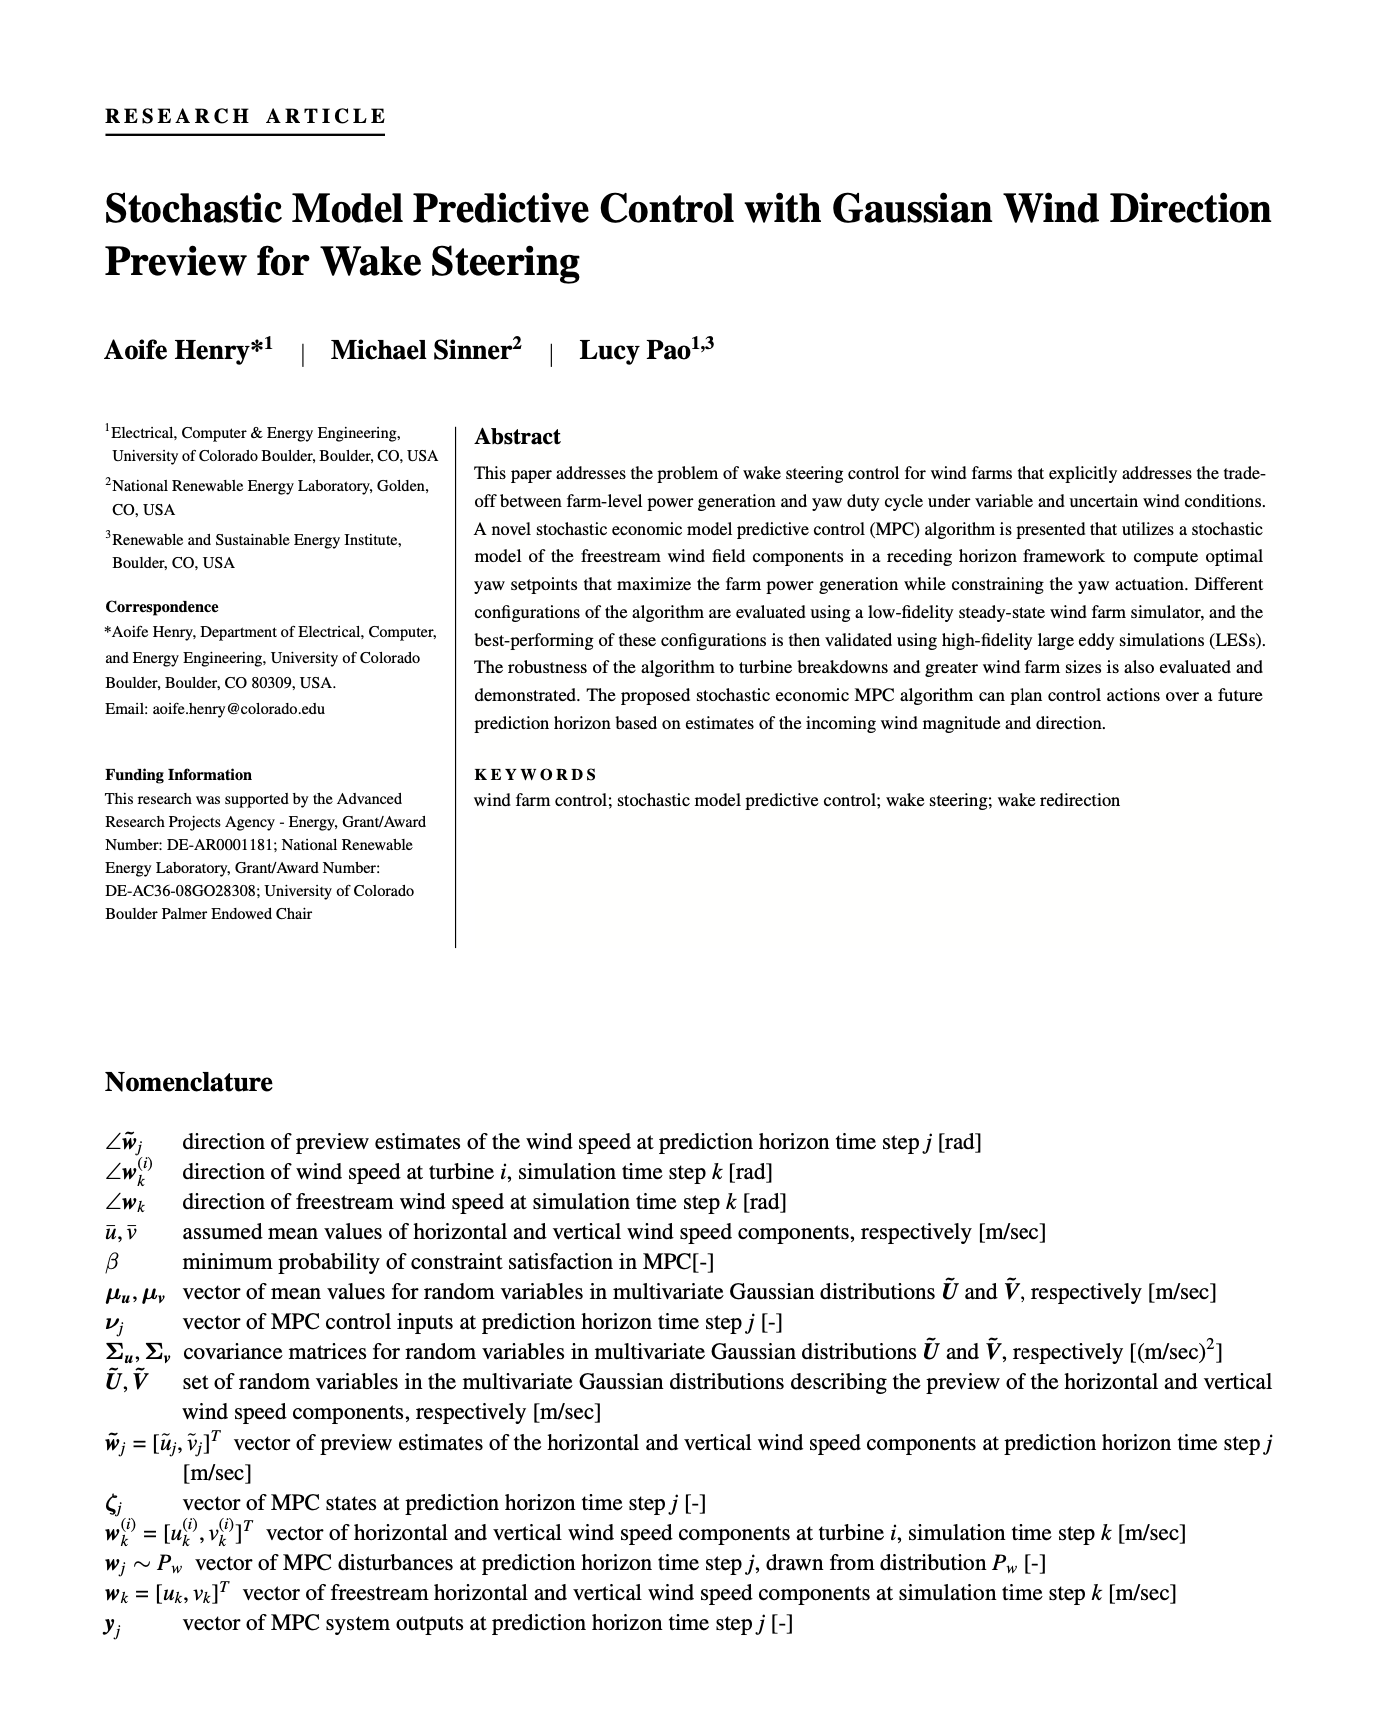 RESEARCH ARTICLE
Stochastic Model Predictive Control with Gaussian Wind Direction
Preview for Wake Steering
Aoife Henry*¹ | Michael Sinner² | Lucy Pao¹,³
¹Electrical, Computer & Energy Engineering,
University of Colorado Boulder, Boulder, CO, USA
²National Renewable Energy Laboratory, Golden,
CO, USA
³Renewable and Sustainable Energy Institute,
Boulder, CO, USA
Correspondence
*Aoife Henry, Department of Electrical, Computer,
and Energy Engineering, University of Colorado
Boulder, Boulder, CO 80309, USA.
Email: aoife.henry@colorado.edu
Funding Information
This research was supported by the Advanced
Research Projects Agency - Energy, Grant/Award
Number: DE-AR0001181; National Renewable
Energy Laboratory, Grant/Award Number:
DE-AC36-08GO28308; University of Colorado
Boulder Palmer Endowed Chair
Abstract
This paper addresses the problem of wake steering control for wind farms that explicitly addresses the trade-
off between farm-level power generation and yaw duty cycle under variable and uncertain wind conditions.
A novel stochastic economic model predictive control (MPC) algorithm is presented that utilizes a stochastic
model of the freestream wind field components in a receding horizon framework to compute optimal
yaw setpoints that maximize the farm power generation while constraining the yaw actuation. Different
configurations of the algorithm are evaluated using a low-fidelity steady-state wind farm simulator, and the
best-performing of these configurations is then validated using high-fidelity large eddy simulations (LESs).
The robustness of the algorithm to turbine breakdowns and greater wind farm sizes is also evaluated and
demonstrated. The proposed stochastic economic MPC algorithm can plan control actions over a future
prediction horizon based on estimates of the incoming wind magnitude and direction.
KEYWORDS
wind farm control; stochastic model predictive control; wake steering; wake redirection
Nomenclature
∠w̃_j direction of preview estimates of the wind speed at prediction horizon time step j [rad]
∠w_k^(i) direction of wind speed at turbine i, simulation time step k [rad]
∠w_k direction of freestream wind speed at simulation time step k [rad]
ū, v̄ assumed mean values of horizontal and vertical wind speed components, respectively [m/sec]
β minimum probability of constraint satisfaction in MPC[-]
μ_u, μ_v vector of mean values for random variables in multivariate Gaussian distributions Ũ and Ṽ, respectively [m/sec]
ν_j vector of MPC control inputs at prediction horizon time step j [-]
Σ_u, Σ_v covariance matrices for random variables in multivariate Gaussian distributions Ũ and Ṽ, respectively [(m/sec)²]
Ũ, Ṽ set of random variables in the multivariate Gaussian distributions describing the preview of the horizontal and vertical
wind speed components, respectively [m/sec]
w̃_j = [ũ_j, ṽ_j]^T vector of preview estimates of the horizontal and vertical wind speed components at prediction horizon time step j
[m/sec]
ζ_j vector of MPC states at prediction horizon time step j [-]
w_k^(i) = [u_k^(i), v_k^(i)]^T vector of horizontal and vertical wind speed components at turbine i, simulation time step k [m/sec]
w_j ∼ P_w vector of MPC disturbances at prediction horizon time step j, drawn from distribution P_w [-]
w_k = [u_k, v_k]^T vector of freestream horizontal and vertical wind speed components at simulation time step k [m/sec]
y_j vector of MPC system outputs at prediction horizon time step j [-]